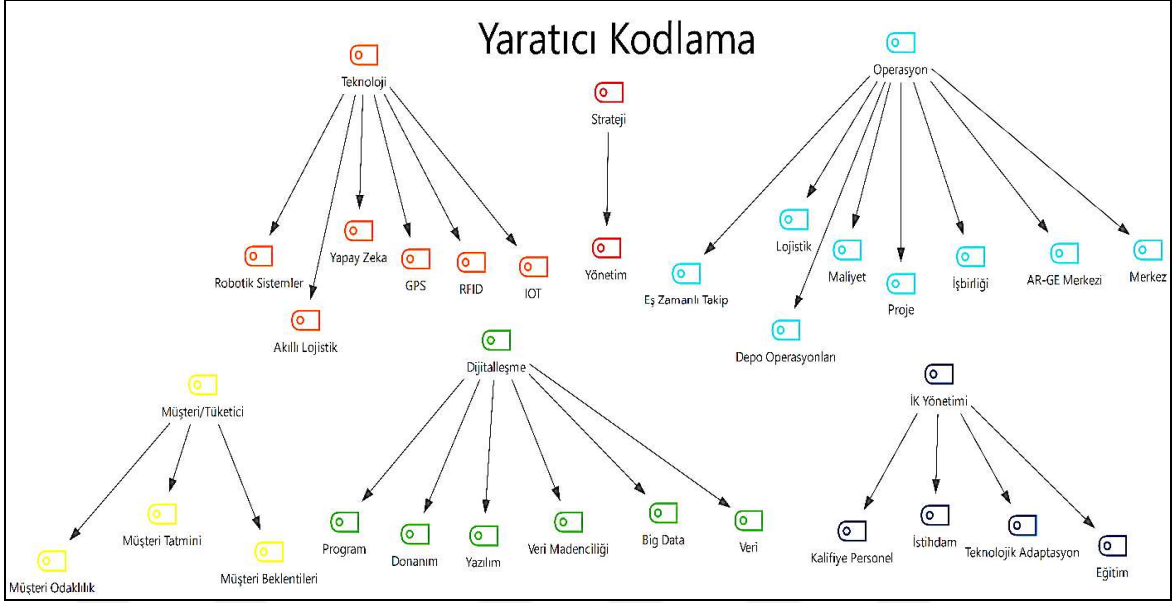 Yaratıcı Kodlama
Teknoloji
Robotik Sistemler
Akıllı Lojistik
Yapay Zeka
GPS
RFID
IOT
Strateji
Yönetim
Operasyon
Eş Zamanlı Takip
Lojistik
Depo Operasyonları
Maliyet
Proje
İşbirliği
AR-GE Merkezi
Merkez
Müşteri/Tüketici
Müşteri Odaklılık
Müşteri Tatmini
Müşteri Beklentileri
Dijitalleşme
Program
Donanım
Yazılım
Veri Madenciliği
Big Data
Veri
İK Yönetimi
Kalifiye Personel
İstihdam
Teknolojik Adaptasyon
Eğitim